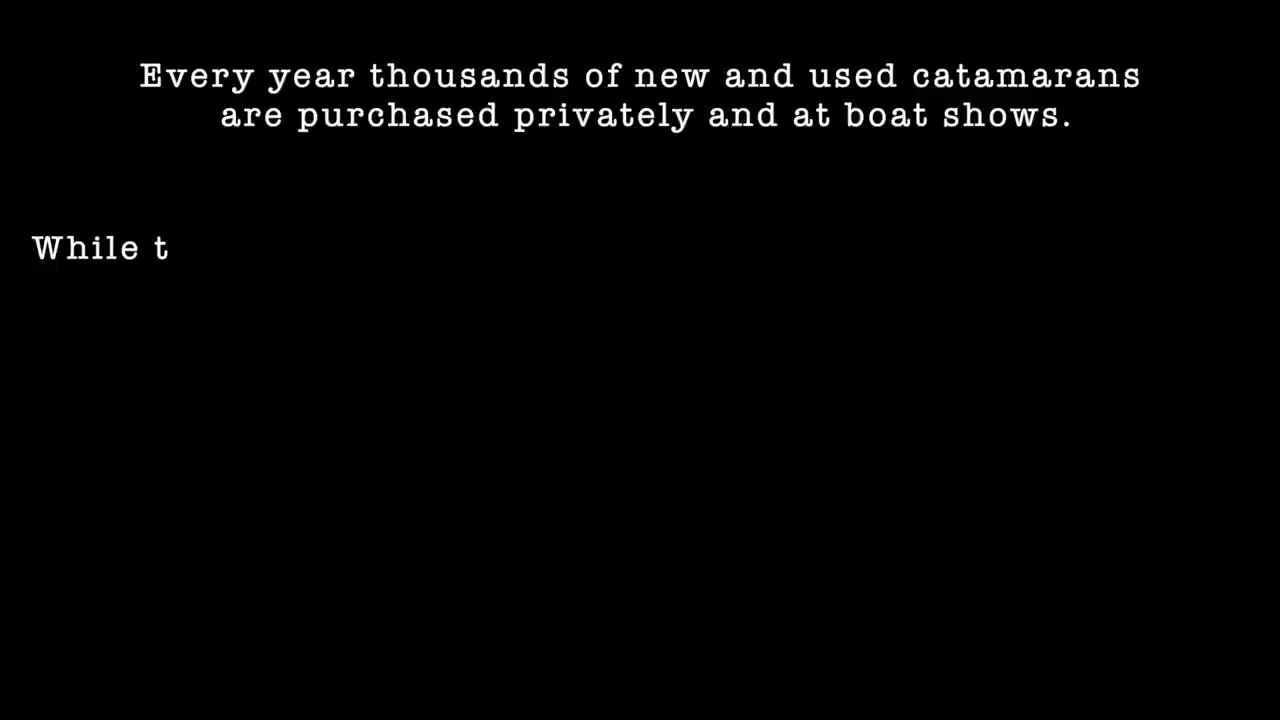 Every year thousands of new and used catamarans
are purchased privately and at boat shows.
While t